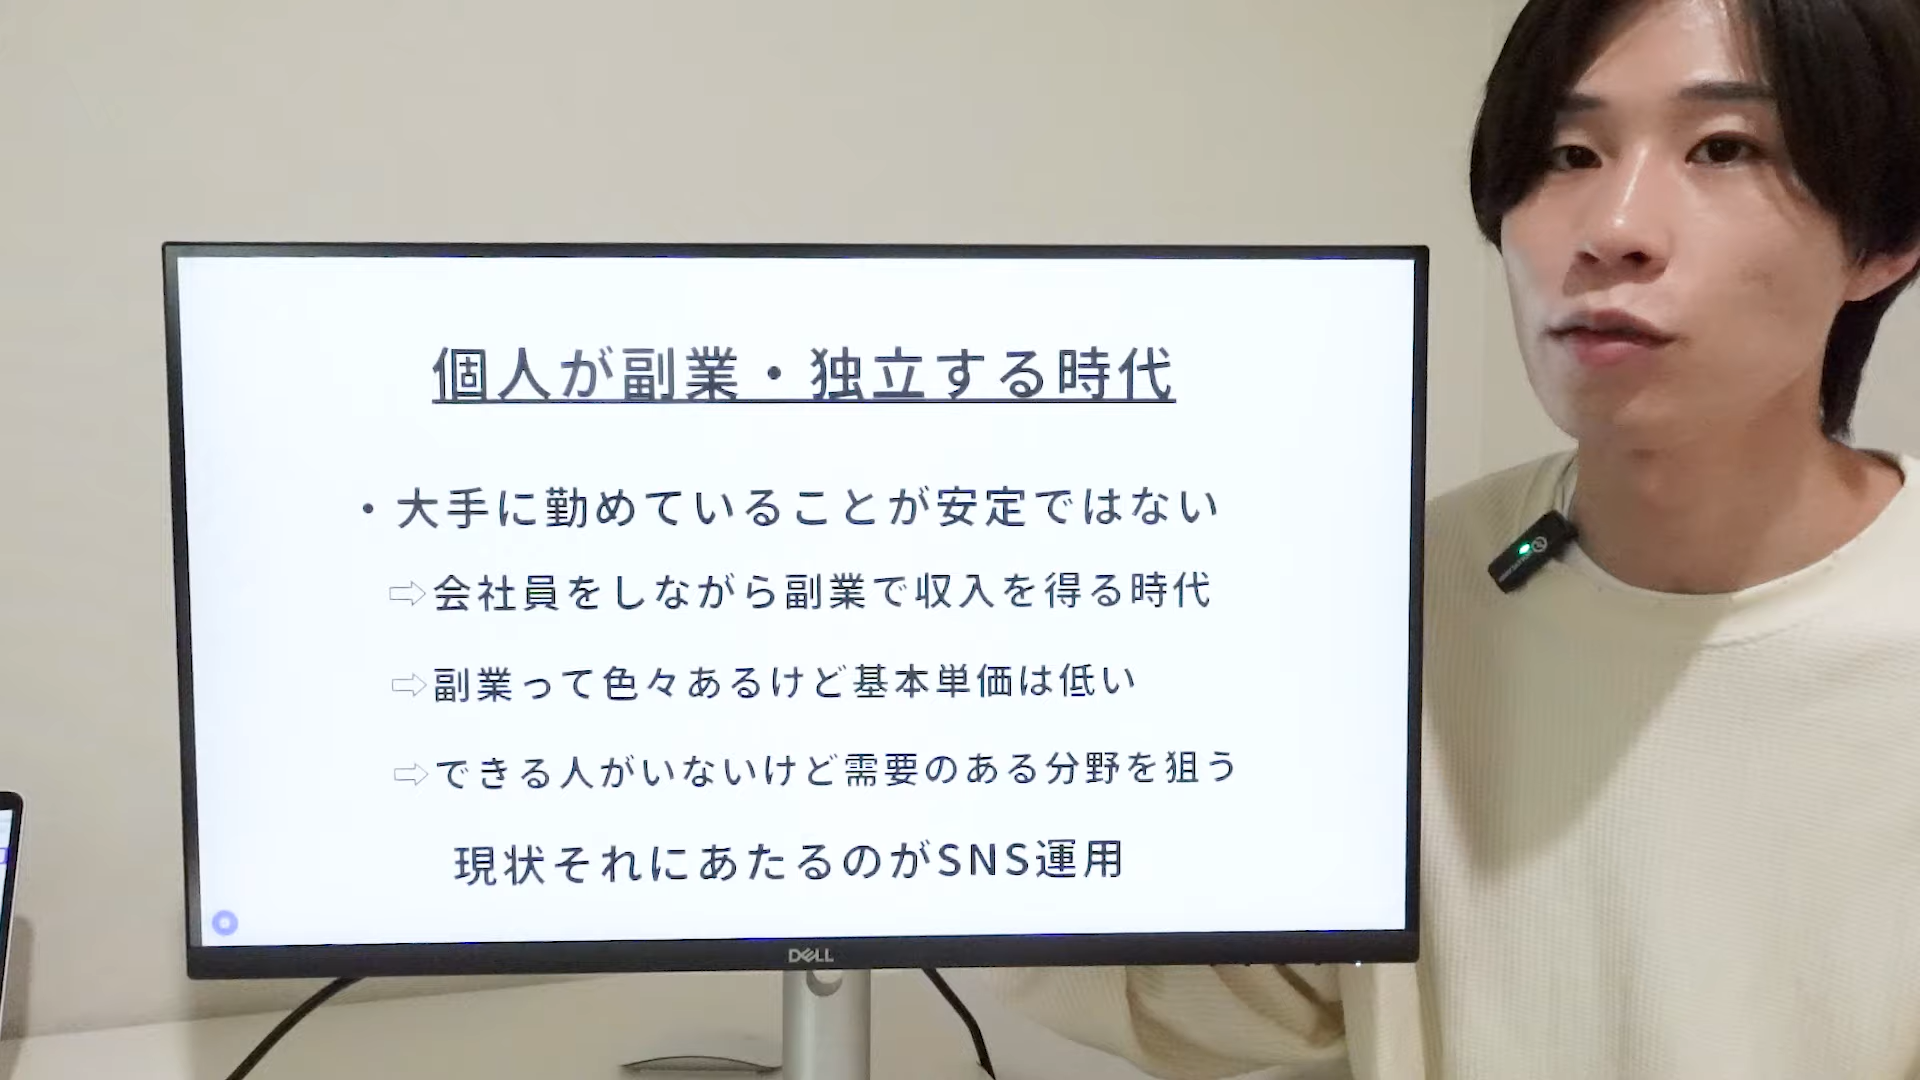 個人が副業・独立する時代
・大手に勤めていることが安定ではない
⇨会社員をしながら副業で収入を得る時代
⇨副業って色々あるけど基本単価は低い
⇨できる人がいないけど需要のある分野を狙う
現状それにあたるのがSNS運用
DELL